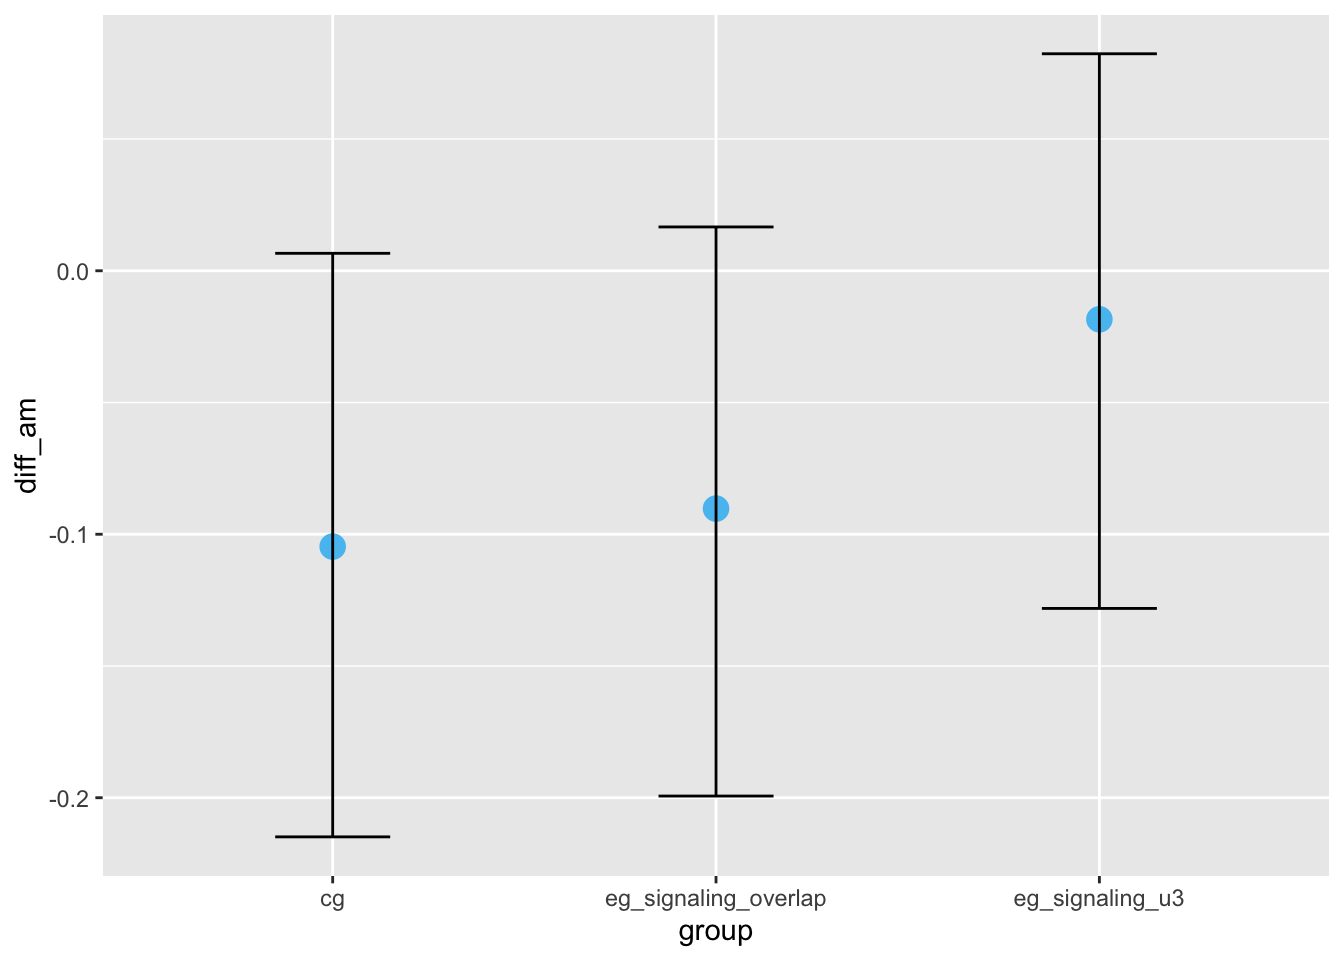 diff_am
0.0
-0.1
-0.2
cg
eg_signaling_overlap
eg_signaling_u3
group